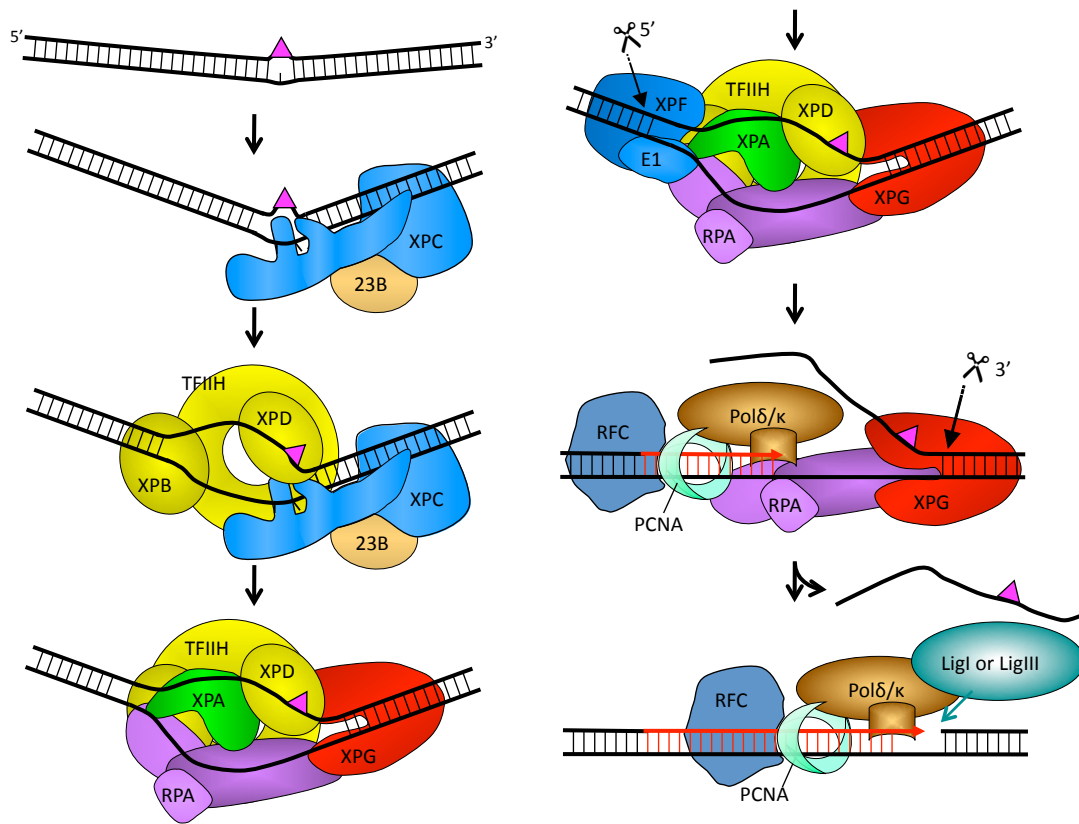 5’ 3’
XPC
23B
TFIIH
XPD
XPB
XPC
23B
TFIIH
XPD
XPA
XPG
RPA
5’
XPF
TFIIH
XPD
XPA
E1
XPG
RPA
3’
RFC
Polδ/κ
RPA
XPG
PCNA
LigI or LigIII
Polδ/κ
RFC
PCNA